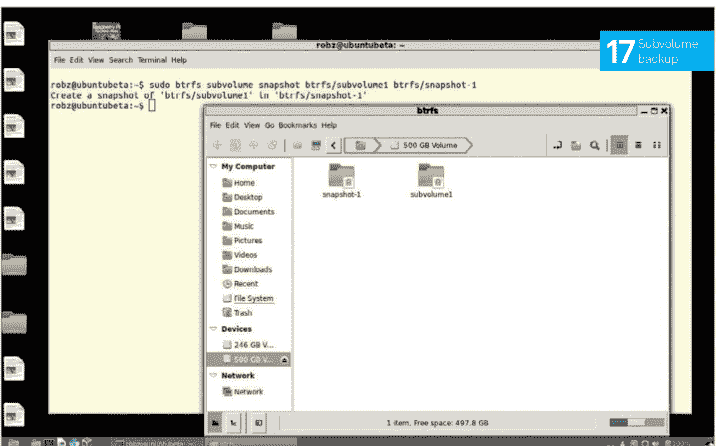 robz@ubuntubeta: ~
17 Subvolume
backup
File Edit View Search Terminal Help
robz@ubuntubeta:~$ sudo btrfs subvolume snapshot btrfs/subvolume1 btrfs/snapshot-1
Create a snapshot of 'btrfs/subvolume1' in 'btrfs/snapshot-1'
robz@ubuntubeta:~$
btrfs
File Edit View Go Bookmarks Help
500 GB Volume
My Computer
Home
Desktop
Documents
Music
Pictures
Videos
Downloads
Recent
File System
Trash
Devices
246 GB V...
500 GB V...
Network
Network
snapshot-1
subvolume1
1 item, Free space: 497.8 GB